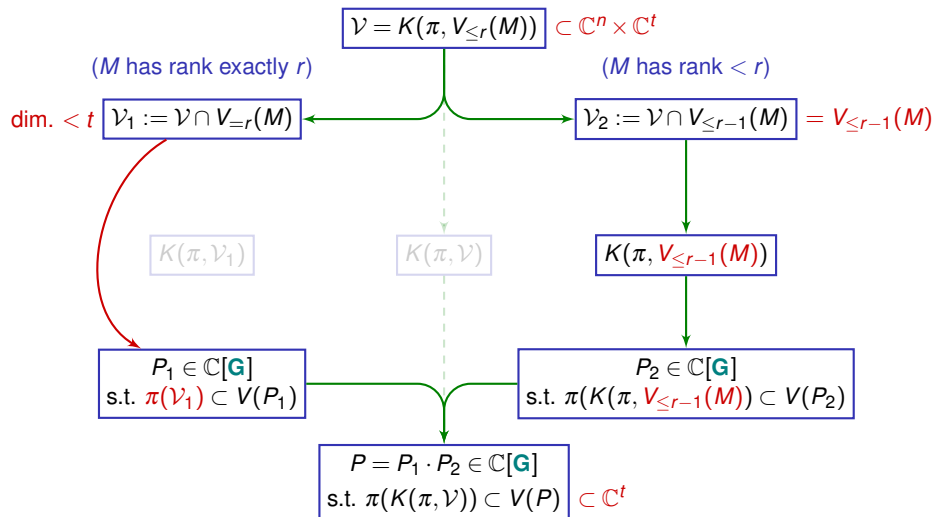 𝒱 = K(π, V≤r(M)) ⊂ ℂⁿ × ℂᵗ
(M has rank exactly r)
(M has rank < r)
dim. < t 𝒱₁ := 𝒱 ∩ V₌r(M)
𝒱₂ := 𝒱 ∩ V≤r−1(M) = V≤r−1(M)
K(π, 𝒱₁)
K(π, 𝒱)
K(π, V≤r−1(M))
P₁ ∈ ℂ[G]
s.t. π(𝒱₁) ⊂ V(P₁)
P₂ ∈ ℂ[G]
s.t. π(K(π, V≤r−1(M)) ⊂ V(P₂)
P = P₁ · P₂ ∈ ℂ[G]
s.t. π(K(π, 𝒱)) ⊂ V(P) ⊂ ℂᵗ